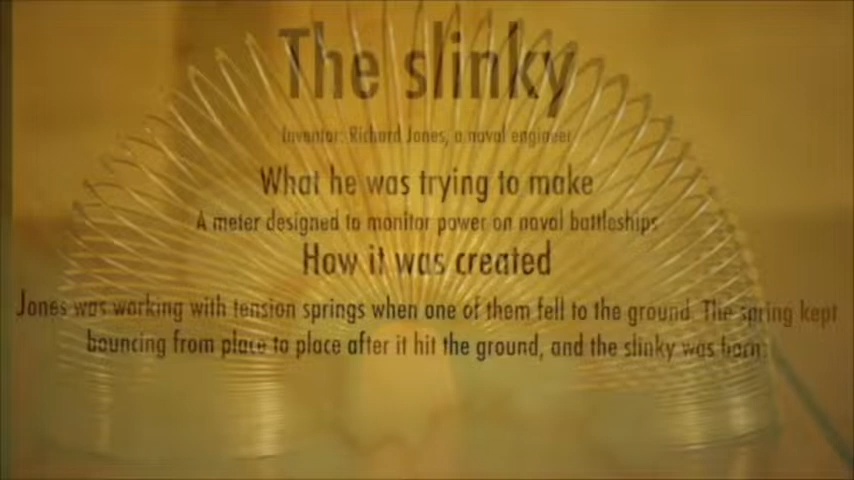 The slinky
Inventor: Richard Jones, a naval engineer
What he was trying to make
A meter designed to monitor power on naval battleships
How it was created
Jones was working with tension springs when one of them fell to the ground. The spring kept
bouncing from place to place after it hit the ground, and the slinky was born.